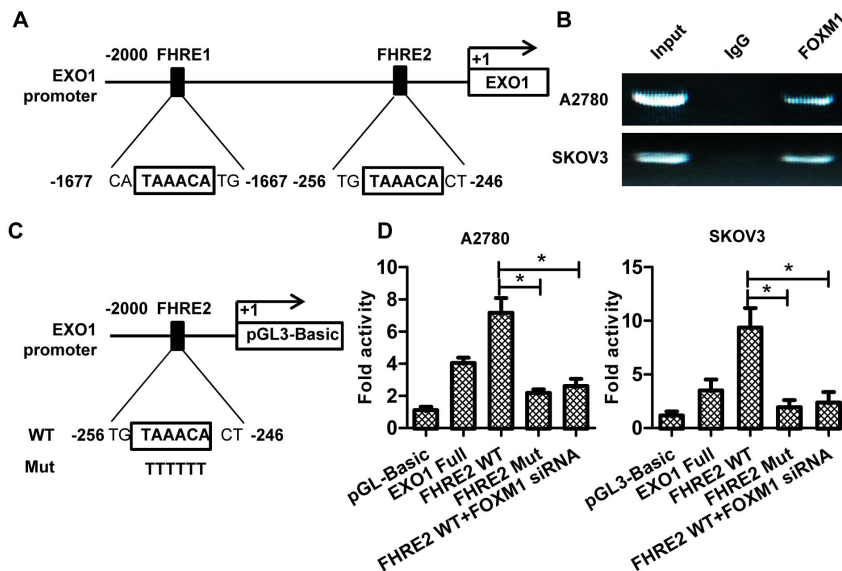 A
-2000 FHRE1 FHRE2 +1
EXO1 promoter
EXO1
-1677 CA TAAACA TG -1667 -256 TG TAAACA CT -246
B
Input IgG FOXM1
A2780
SKOV3
C
-2000 FHRE2 +1
EXO1 promoter
pGL3-Basic
WT -256 TG TAAACA CT -246
Mut TTTTTT
D
A2780
Fold activity
10
8
6
4
2
0
* *
pGL-Basic
EXO1 Full
FHRE2 WT
FHRE2 Mut
FHRE2 WT+FOXM1 siRNA
SKOV3
Fold activity
15
10
5
0
* *
pGL3-Basic
EXO1 Full
FHRE2 WT
FHRE2 Mut
FHRE2 WT+FOXM1 siRNA